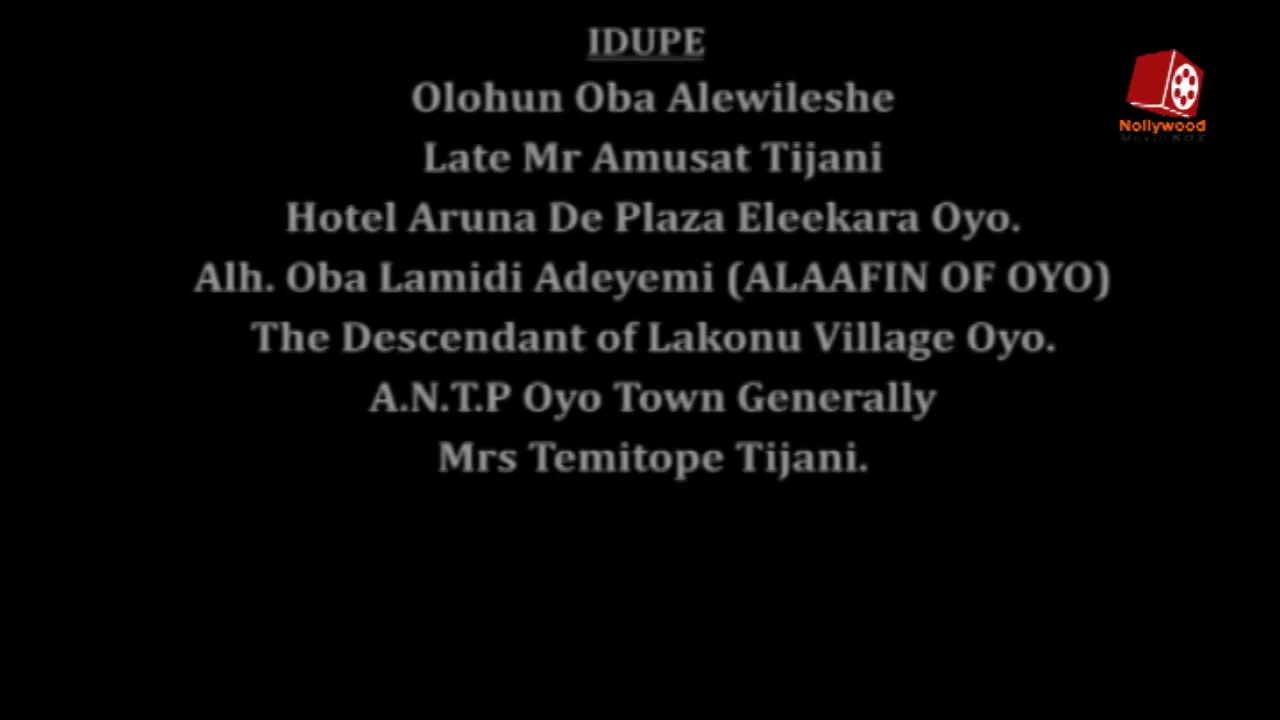 IDUPE
Olohun Oba Alewileshe
Late Mr Amusat Tijani
Hotel Aruna De Plaza Eleekara Oyo.
Alh. Oba Lamidi Adeyemi (ALAAFIN OF OYO)
The Descendant of Lakonu Village Oyo.
A.N.T.P Oyo Town Generally
Mrs Temitope Tijani.
Nollywood